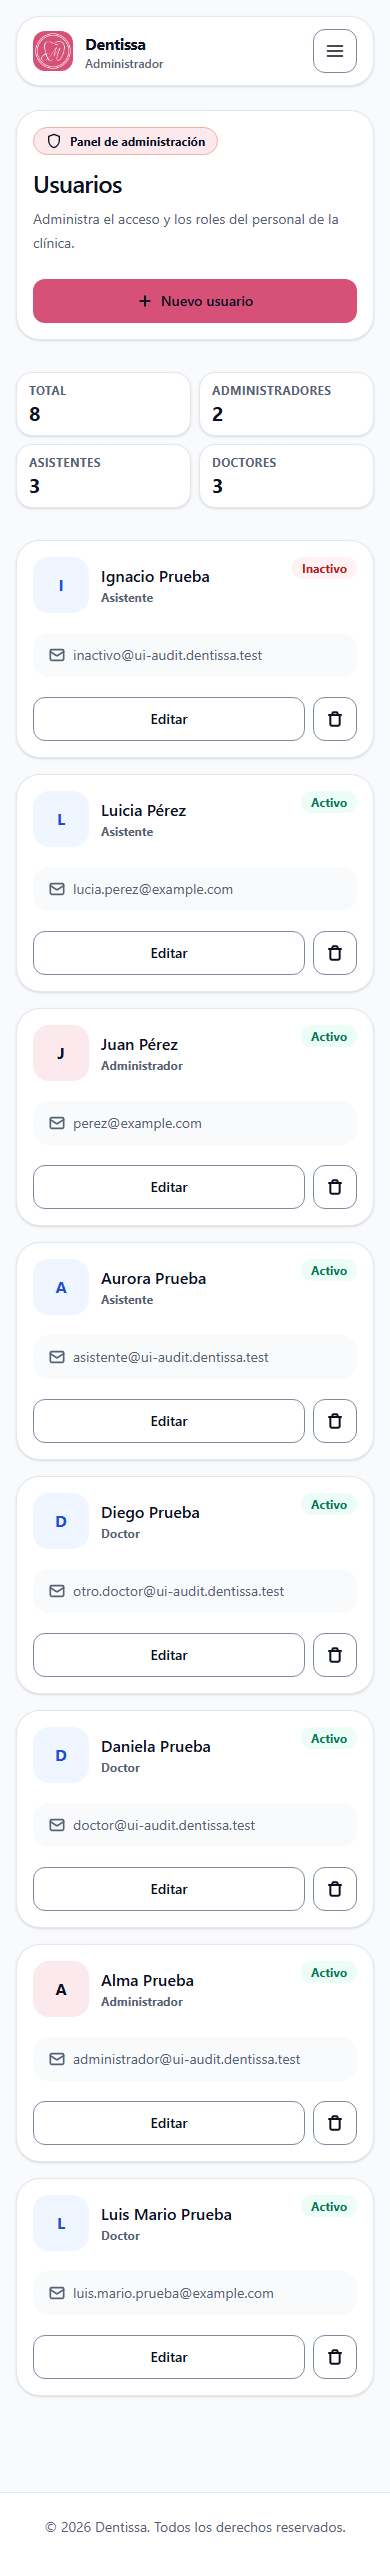 Dentissa
Administrador
Panel de administración
Usuarios
Administra el acceso y los roles del personal de la
clínica.
Nuevo usuario
TOTAL
8
ADMINISTRADORES
2
ASISTENTES
3
DOCTORES
3
I
Ignacio Prueba
Asistente
Inactivo
inactivo@ui-audit.dentissa.test
Editar
L
Luicia Pérez
Asistente
Activo
lucia.perez@example.com
Editar
J
Juan Pérez
Administrador
Activo
perez@example.com
Editar
A
Aurora Prueba
Asistente
Activo
asistente@ui-audit.dentissa.test
Editar
D
Diego Prueba
Doctor
Activo
otro.doctor@ui-audit.dentissa.test
Editar
D
Daniela Prueba
Doctor
Activo
doctor@ui-audit.dentissa.test
Editar
A
Alma Prueba
Administrador
Activo
administrador@ui-audit.dentissa.test
Editar
L
Luis Mario Prueba
Doctor
Activo
luis.mario.prueba@example.com
Editar
© 2026 Dentissa. Todos los derechos reservados.